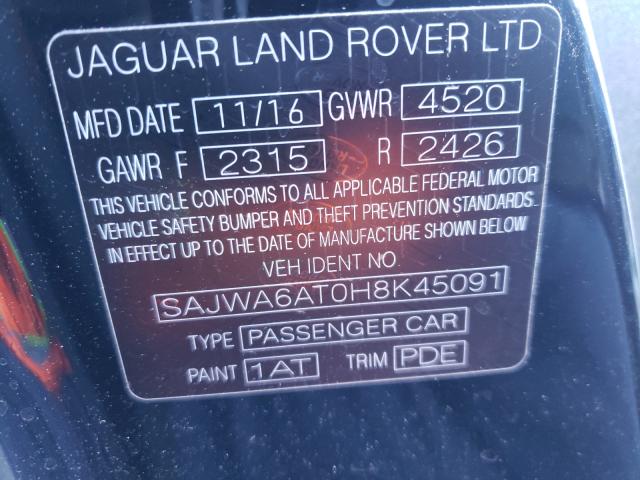 JAGUAR LAND ROVER LTD
MFD DATE 11/16 GVWR 4520
GAWR F 2315 R 2426
THIS VEHICLE CONFORMS TO ALL APPLICABLE FEDERAL MOTOR
VEHICLE SAFETY BUMPER AND THEFT PREVENTION STANDARDS
IN EFFECT UP TO THE DATE OF MANUFACTURE SHOWN BELOW
VEH IDENT NO.
SAJWA6AT0H8K45091
TYPE PASSENGER CAR
PAINT 1AT TRIM PDE